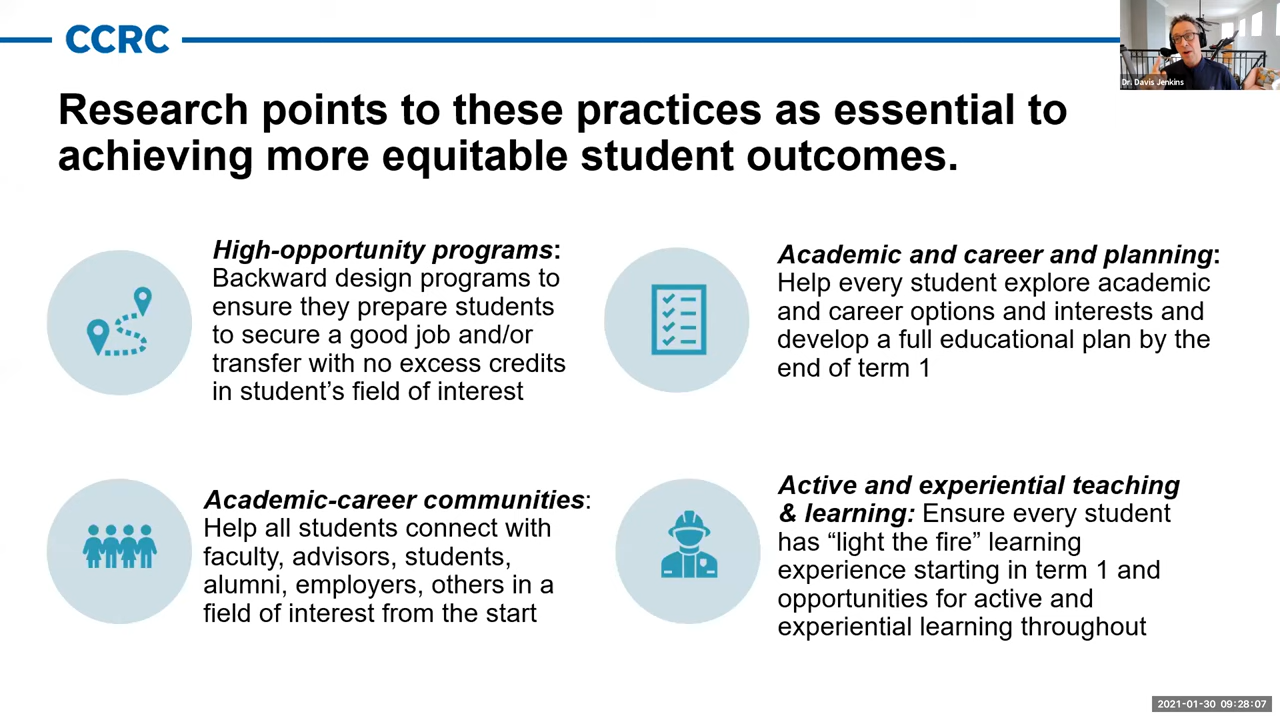 CCRC
Dr. Davis Jenkins
Research points to these practices as essential to
achieving more equitable student outcomes.
High-opportunity programs:
Backward design programs to
ensure they prepare students
to secure a good job and/or
transfer with no excess credits
in student’s field of interest
Academic and career and planning:
Help every student explore academic
and career options and interests and
develop a full educational plan by the
end of term 1
Academic-career communities:
Help all students connect with
faculty, advisors, students,
alumni, employers, others in a
field of interest from the start
Active and experiential teaching
& learning: Ensure every student
has “light the fire” learning
experience starting in term 1 and
opportunities for active and
experiential learning throughout
2021-01-30 09:28:07